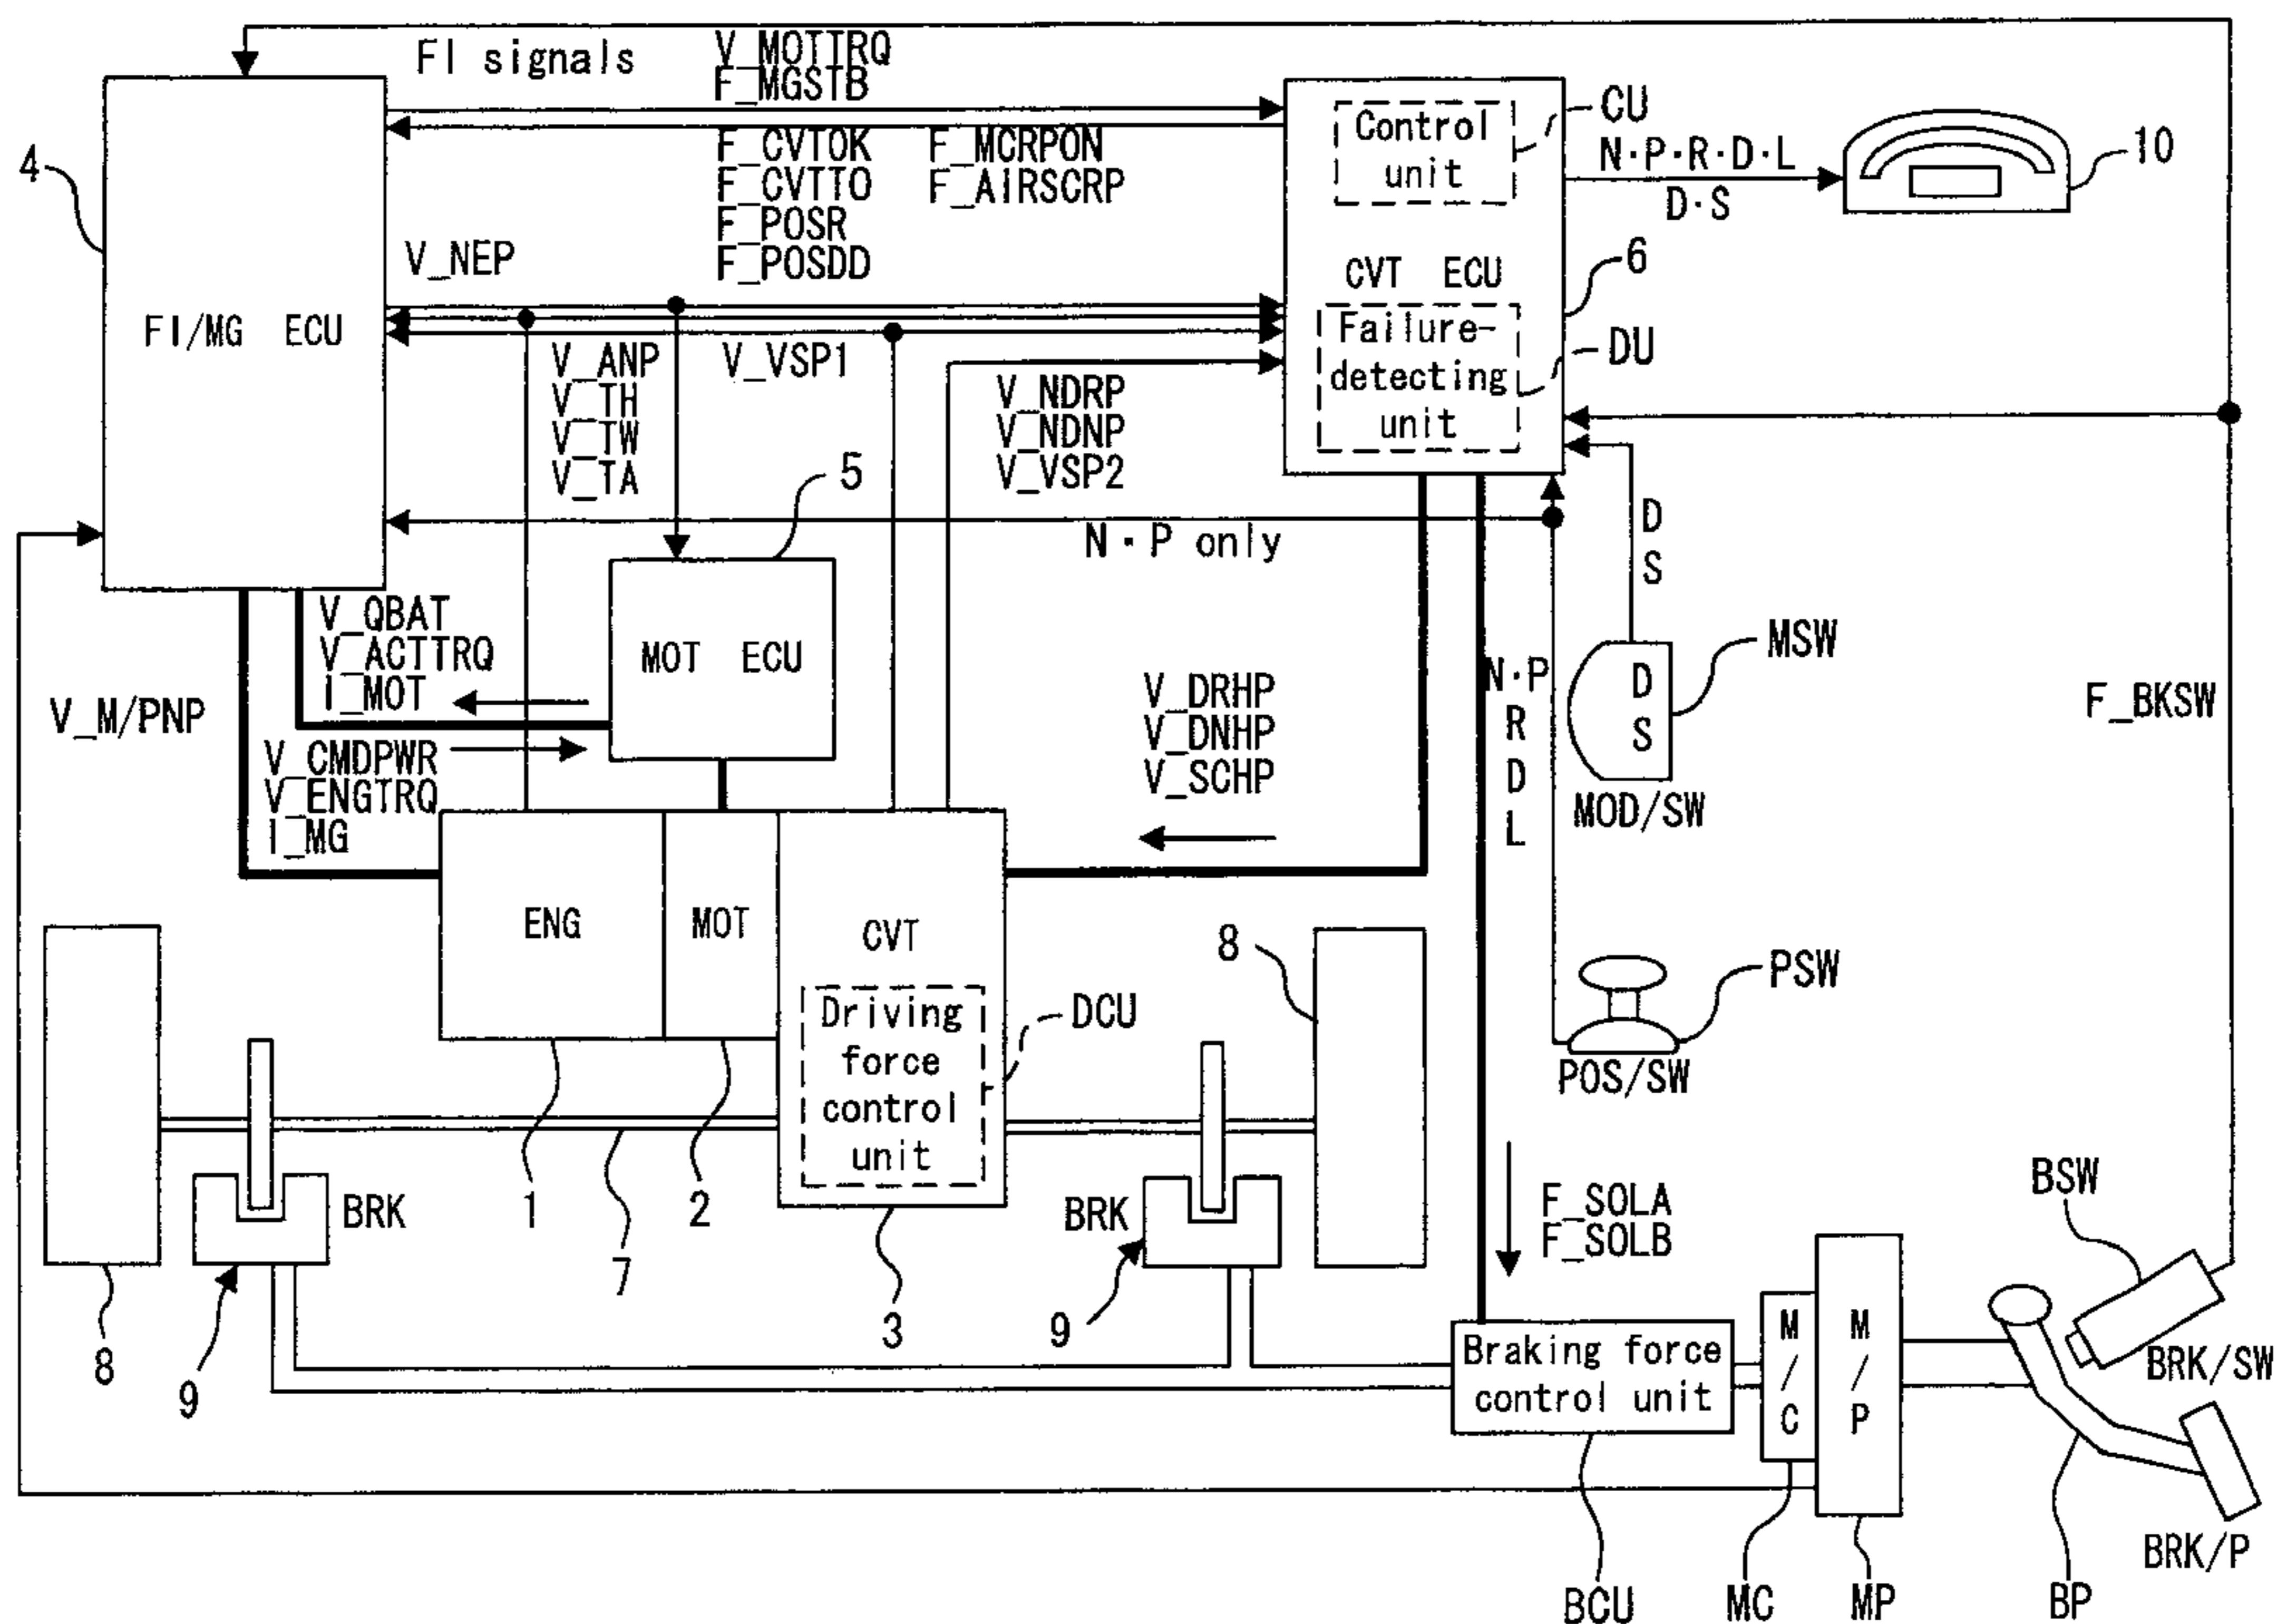 FI signals
V_MOTTRQ
F_MGSTB
F_CVTOK
F_CVTTO
F_POSR
F_POSDD
F_MCRPON
F_AIRSCRP
Control
unit
CU
N·P·R·D·L
D·S
10
4
V_NEP
FI/MG ECU
CVT ECU
6
Failure-
detecting
unit
DU
V_ANP
V_TH
V_TW
V_TA
V_VSP1
V_NDRP
V_NDNP
V_VSP2
5
N·P only
D
S
V_QBAT
V_ACTTRQ
I_MOT
MOT ECU
V_M/PNP
V_CMDPWR
V_ENGTRQ
I_MG
V_DRHP
V_DNHP
V_SCHP
N·P
R
D
L
D
S
MSW
MOD/SW
F_BKSW
ENG
MOT
CVT
8
Driving
force
control
unit
DCU
PSW
POS/SW
BRK
1
2
7
3
BRK
9
8
9
F_SOLA
F_SOLB
BSW
BRK/SW
Braking force
control unit
M
/
C
M
/
P
BRK/P
BCU
MC
MP
BP